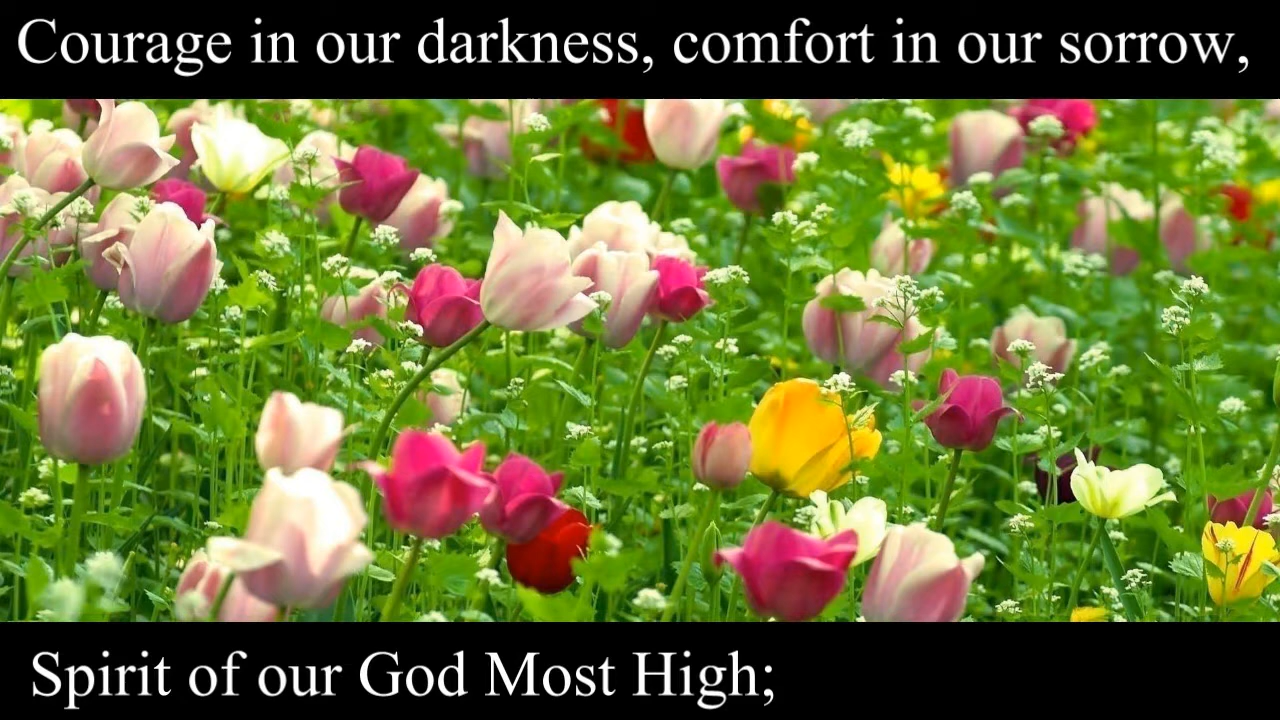 Courage in our darkness, comfort in our sorrow,
Spirit of our God Most High;